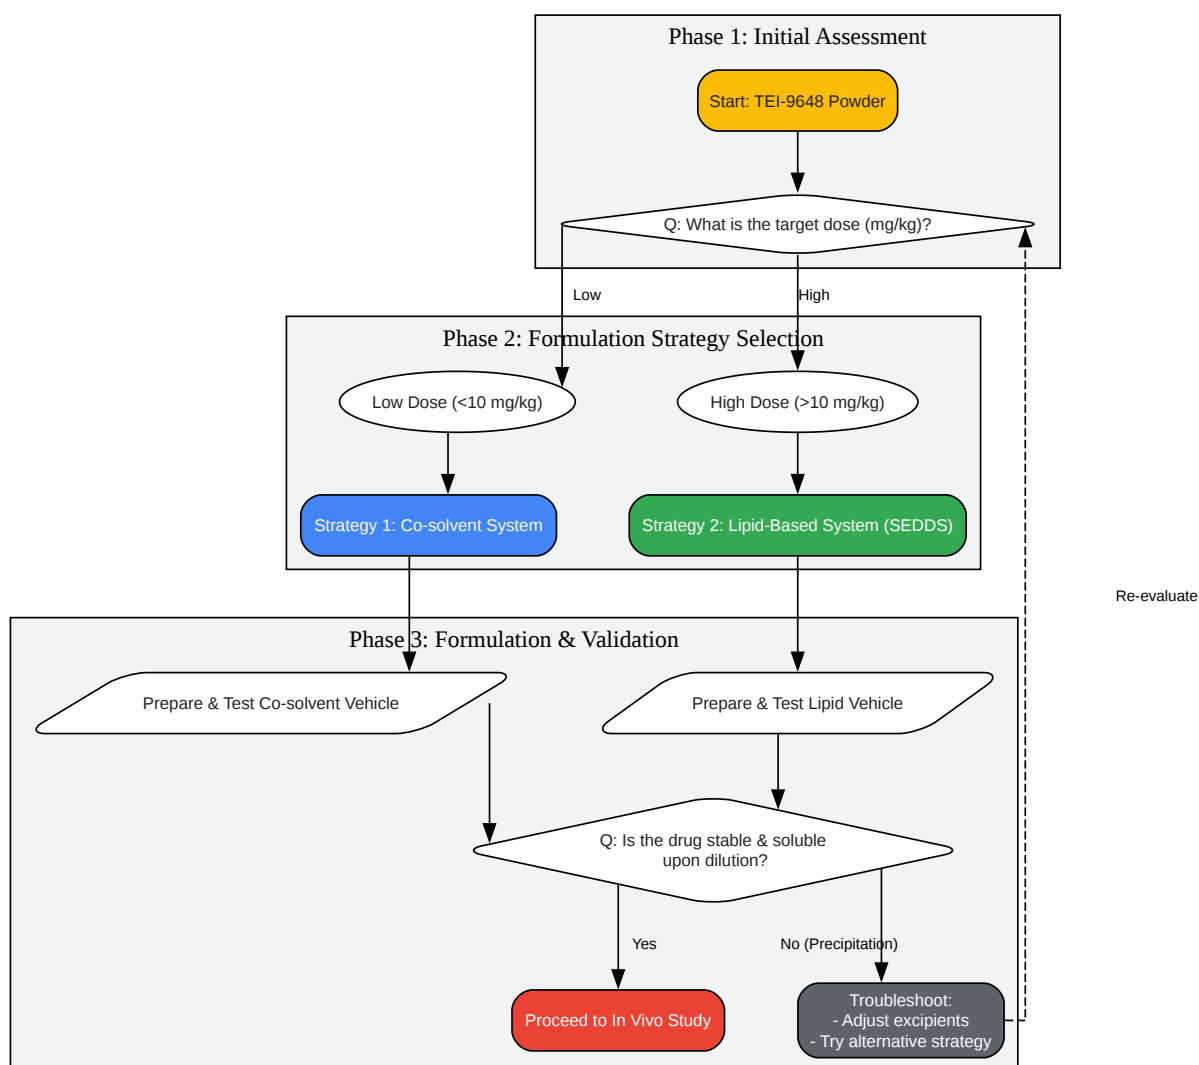 Phase 1: Initial Assessment
Start: TEI-9648 Powder
Q: What is the target dose (mg/kg)?
Low
High
Phase 2: Formulation Strategy Selection
Low Dose (<10 mg/kg)
High Dose (>10 mg/kg)
Strategy 1: Co-solvent System
Strategy 2: Lipid-Based System (SEDDS)
Re-evaluate
Phase 3: Formulation & Validation
Prepare & Test Co-solvent Vehicle
Prepare & Test Lipid Vehicle
Q: Is the drug stable & soluble
upon dilution?
Yes
No (Precipitation)
Proceed to In Vivo Study
Troubleshoot:
- Adjust excipients
- Try alternative strategy